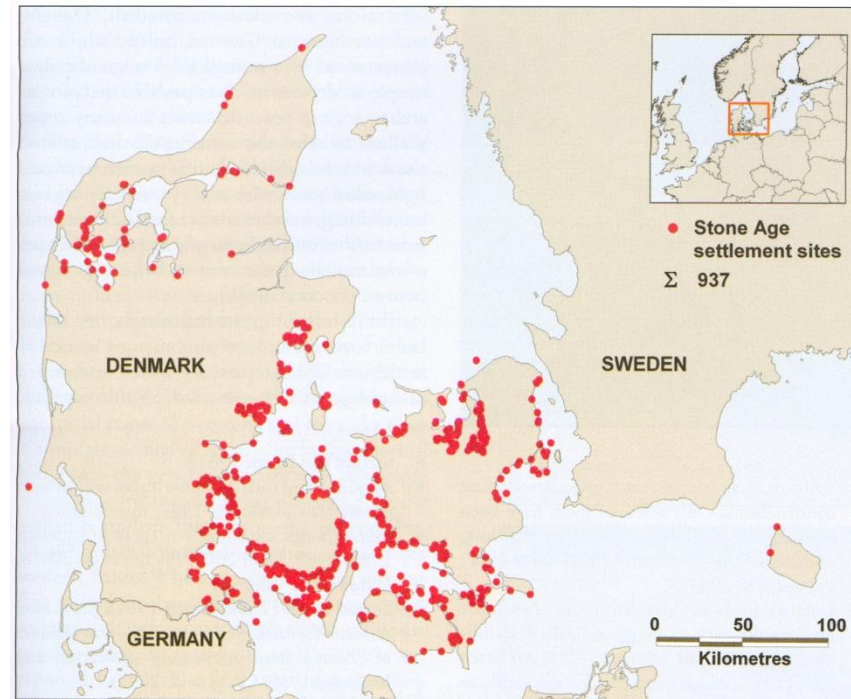 Stone Age
settlement sites
Σ 937
DENMARK
SWEDEN
GERMANY
0 50 100
Kilometres